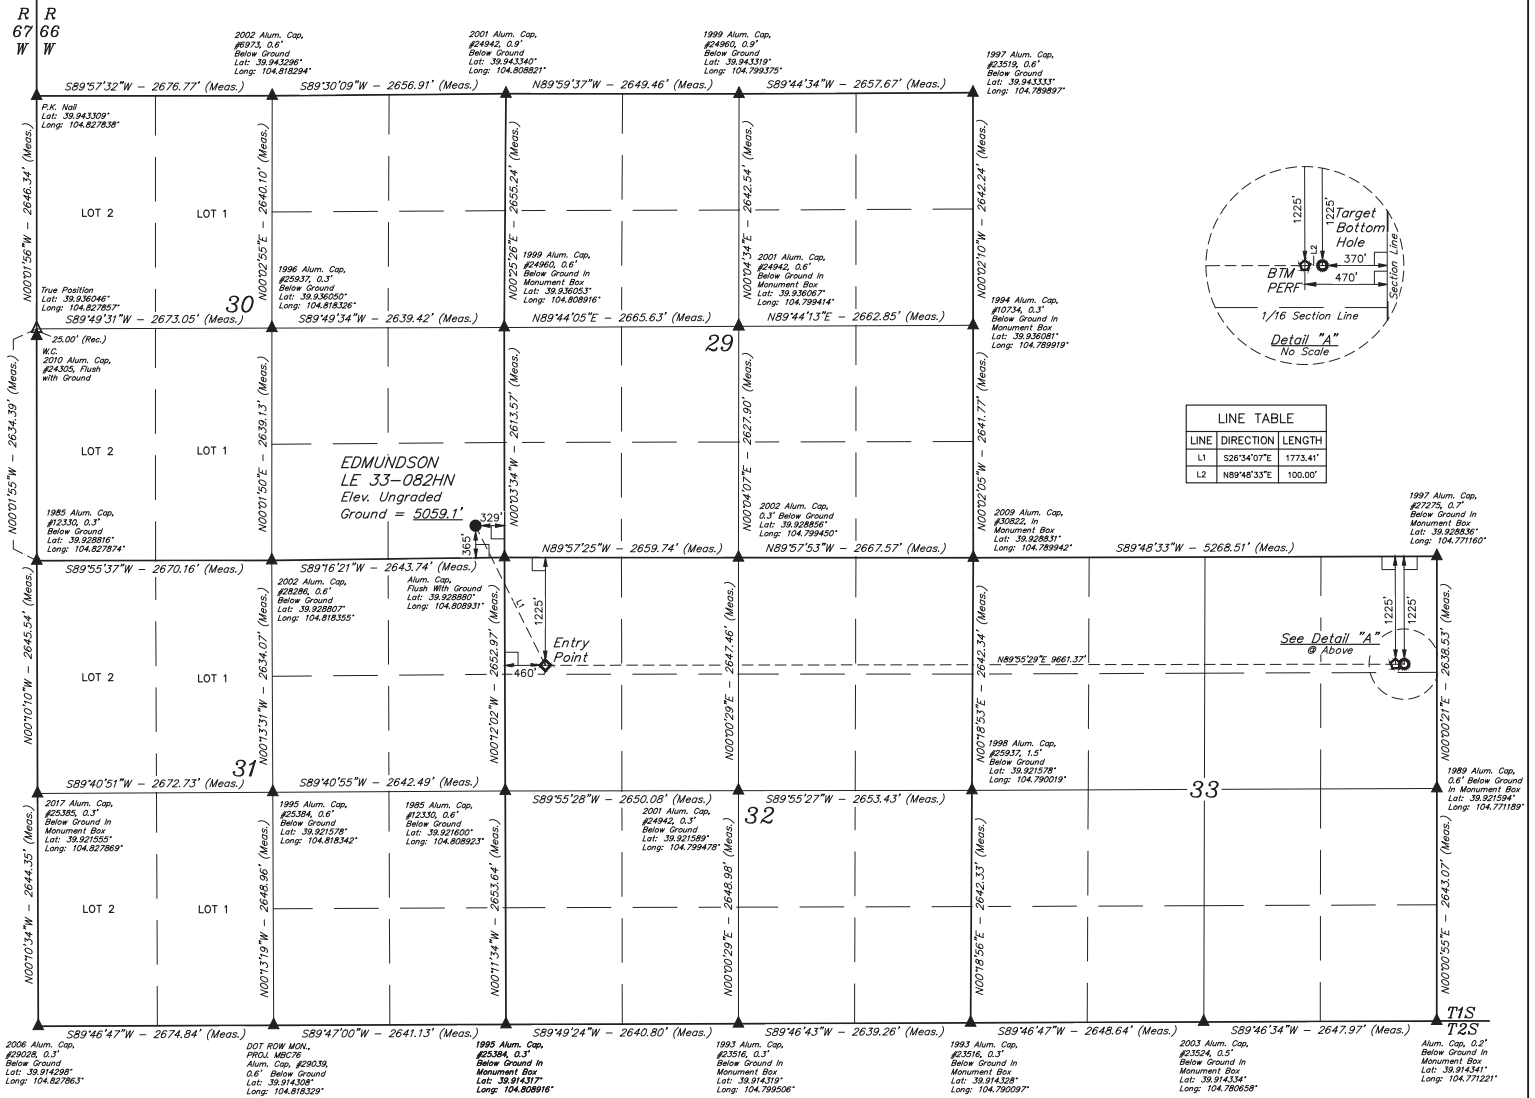 R R
67 66
W W
2002 Alum. Cap,
#6973, 0.6'
Below Ground
Lat: 39.943296°
Long: 104.818294°
2001 Alum. Cap,
#24942, 0.9'
Below Ground
Lat: 39.943340°
Long: 104.808821°
1999 Alum. Cap,
#24960, 0.9'
Below Ground
Lat: 39.943319°
Long: 104.799375°
1997 Alum. Cap,
#23519, 0.6'
Below Ground
Lat: 39.943333°
Long: 104.789897°
S89°57'32"W - 2676.77' (Meas.)
S89°30'09"W - 2656.91' (Meas.)
N89°59'37"W - 2649.46' (Meas.)
S89°44'34"W - 2657.67' (Meas.)
P.K. Nail
Lat: 39.943309°
Long: 104.827838°
N00°01'56"W - 2646.34' (Meas.)
N00°02'55"E - 2640.10' (Meas.)
N00°25'26"E - 2655.24' (Meas.)
N00°04'34"E - 2642.54' (Meas.)
N00°02'10"W - 2642.24' (Meas.)
LOT 2
LOT 1
True Position
Lat: 39.936046°
Long: 104.827857°
30
1996 Alum. Cap,
#25937, 0.3'
Below Ground
Lat: 39.936050°
Long: 104.818326°
1999 Alum. Cap,
#24960, 0.6'
Below Ground In
Monument Box
Lat: 39.936053°
Long: 104.808916°
2001 Alum. Cap,
#24942, 0.6'
Below Ground In
Monument Box
Lat: 39.936067°
Long: 104.799414°
1994 Alum. Cap,
#10734, 0.3'
Below Ground In
Monument Box
Lat: 39.936081°
Long: 104.789919°
S89°49'31"W - 2673.05' (Meas.)
S89°49'34"W - 2639.42' (Meas.)
N89°44'05"E - 2665.63' (Meas.)
N89°44'13"E - 2662.85' (Meas.)
29
25.00' (Rec.)
W.C.
2010 Alum. Cap,
#24305, Flush
with Ground
1225'
1225'
Target
Bottom
Hole
L2
370'
BTM
PERF
470'
Section Line
1/16 Section Line
Detail "A"
No Scale
LINE TABLE
LINE DIRECTION LENGTH
L1 S26°34'07"E 1773.41'
L2 N89°48'33"E 100.00'
N00°01'55"W - 2634.39' (Meas.)
N00°01'50"E - 2639.13' (Meas.)
N00°03'34"W - 2613.57' (Meas.)
N00°04'07"E - 2627.90' (Meas.)
N00°02'05"W - 2641.77' (Meas.)
LOT 2
LOT 1
EDMUNDSON
LE 33-082HN
Elev. Ungraded
Ground = 5059.1'
329'
365'
1985 Alum. Cap,
#12330, 0.3'
Below Ground
Lat: 39.928816°
Long: 104.827874°
2002 Alum. Cap,
0.3' Below Ground
Lat: 39.928856°
Long: 104.799450°
2009 Alum. Cap,
#30822, In
Monument Box
Lat: 39.928831°
Long: 104.789942°
1997 Alum. Cap,
#27275, 0.7'
Below Ground In
Monument Box
Lat: 39.928836°
Long: 104.771160°
S89°55'37"W - 2670.16' (Meas.)
S89°16'21"W - 2643.74' (Meas.)
N89°57'25"W - 2659.74' (Meas.)
N89°57'53"W - 2667.57' (Meas.)
S89°48'33"W - 5268.51' (Meas.)
2002 Alum. Cap,
#28286, 0.6'
Below Ground
Lat: 39.928807°
Long: 104.818355°
Alum. Cap,
Flush With Ground
Lat: 39.928880°
Long: 104.808931°
L1
1225'
460'
Entry
Point
N89°55'29"E 9661.37'
See Detail "A"
@ Above
1225'
1225'
N00°10'10"W - 2645.54' (Meas.)
N00°13'31"W - 2634.07' (Meas.)
N00°12'02"W - 2652.97' (Meas.)
N00°00'29"E - 2647.46' (Meas.)
N00°18'53"E - 2642.34' (Meas.)
N00°00'21"E - 2638.53' (Meas.)
LOT 2
LOT 1
31
1998 Alum. Cap,
#25937, 1.5'
Below Ground
Lat: 39.921578°
Long: 104.790019°
1989 Alum. Cap,
0.6' Below Ground
In Monument Box
Lat: 39.921594°
Long: 104.771189°
S89°40'51"W - 2672.73' (Meas.)
S89°40'55"W - 2642.49' (Meas.)
S89°55'28"W - 2650.08' (Meas.)
S89°55'27"W - 2653.43' (Meas.)
33
32
2017 Alum. Cap,
#25385, 0.3'
Below Ground In
Monument Box
Lat: 39.921555°
Long: 104.827869°
1995 Alum. Cap,
#25384, 0.6'
Below Ground
Lat: 39.921578°
Long: 104.818342°
1985 Alum. Cap,
#12330, 0.6'
Below Ground
Lat: 39.921600°
Long: 104.808923°
2001 Alum. Cap,
#24942, 0.3'
Below Ground
Lat: 39.921589°
Long: 104.799478°
N00°10'34"W - 2644.35' (Meas.)
N00°13'19"W - 2648.96' (Meas.)
N00°11'34"W - 2653.64' (Meas.)
N00°00'29"E - 2648.98' (Meas.)
N00°18'56"E - 2642.33' (Meas.)
N00°00'55"E - 2643.07' (Meas.)
LOT 2
LOT 1
T1S
T2S
S89°46'47"W - 2674.84' (Meas.)
S89°47'00"W - 2641.13' (Meas.)
S89°49'24"W - 2640.80' (Meas.)
S89°46'43"W - 2639.26' (Meas.)
S89°46'47"W - 2648.64' (Meas.)
S89°46'34"W - 2647.97' (Meas.)
2006 Alum. Cap,
#29028, 0.3'
Below Ground
Lat: 39.914298°
Long: 104.827863°
DOT ROW MON.,
PROJ. MBC76
Alum. Cap, #29039,
0.6' Below Ground
Lat: 39.914308°
Long: 104.818329°
1995 Alum. Cap,
#25384, 0.3'
Below Ground In
Monument Box
Lat: 39.914317°
Long: 104.808916°
1993 Alum. Cap,
#23516, 0.3'
Below Ground In
Monument Box
Lat: 39.914319°
Long: 104.799506°
1993 Alum. Cap,
#23516, 0.3'
Below Ground In
Monument Box
Lat: 39.914328°
Long: 104.790097°
2003 Alum. Cap,
#23524, 0.5'
Below Ground In
Monument Box
Lat: 39.914334°
Long: 104.780658°
Alum. Cap, 0.2'
Below Ground In
Monument Box
Lat: 39.914341°
Long: 104.771221°